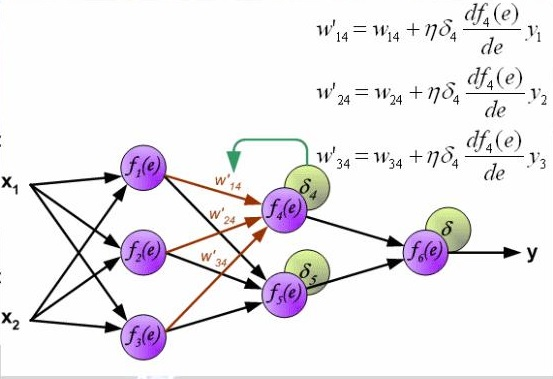 w'₁₄ = w₁₄ + ηδ₄ df₄(e)/de y₁
w'₂₄ = w₂₄ + ηδ₄ df₄(e)/de y₂
w'₃₄ = w₃₄ + ηδ₄ df₄(e)/de y₃
f₁(e)
w'₁₄
δ₄
x₁
w'₂₄
f₄(e)
δ
f₂(e)
w'₃₄
f₆(e)
y
δ₅
f₅(e)
x₂
f₃(e)